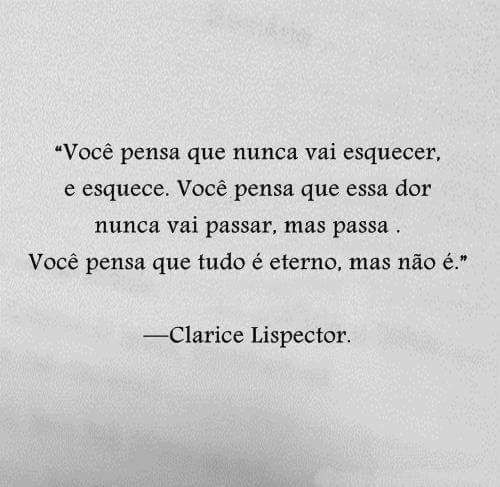 “Você pensa que nunca vai esquecer,
e esquece. Você pensa que essa dor
nunca vai passar, mas passa .
Você pensa que tudo é eterno, mas não é.”
—Clarice Lispector.